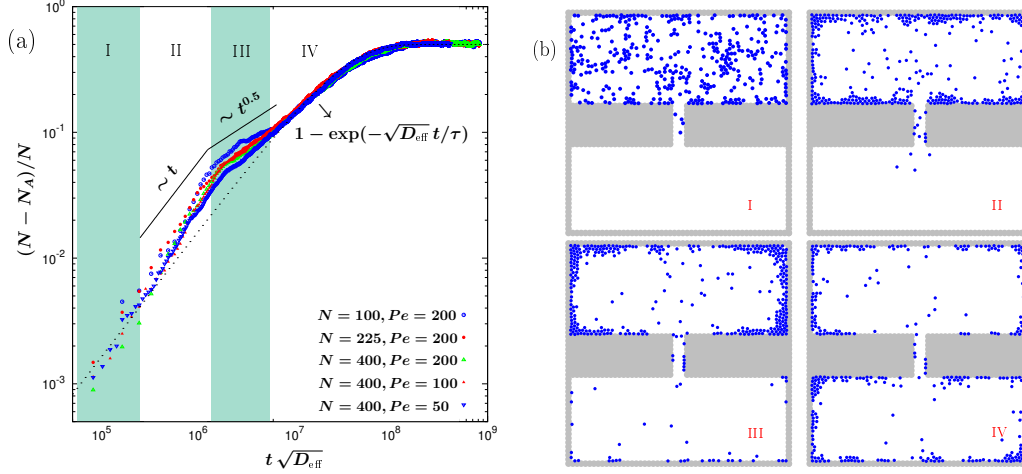 (a)
I II III IV
10^0
10^{-1}
10^{-2}
10^{-3}
(N − N_A)/N
∼ t
∼ t^{0.5}
1 − exp(−√D_eff t/τ)
N = 100, Pe = 200
N = 225, Pe = 200
N = 400, Pe = 200
N = 400, Pe = 100
N = 400, Pe = 50
10^5 10^6 10^7 10^8 10^9
t √D_eff
(b)
I
II
III
IV